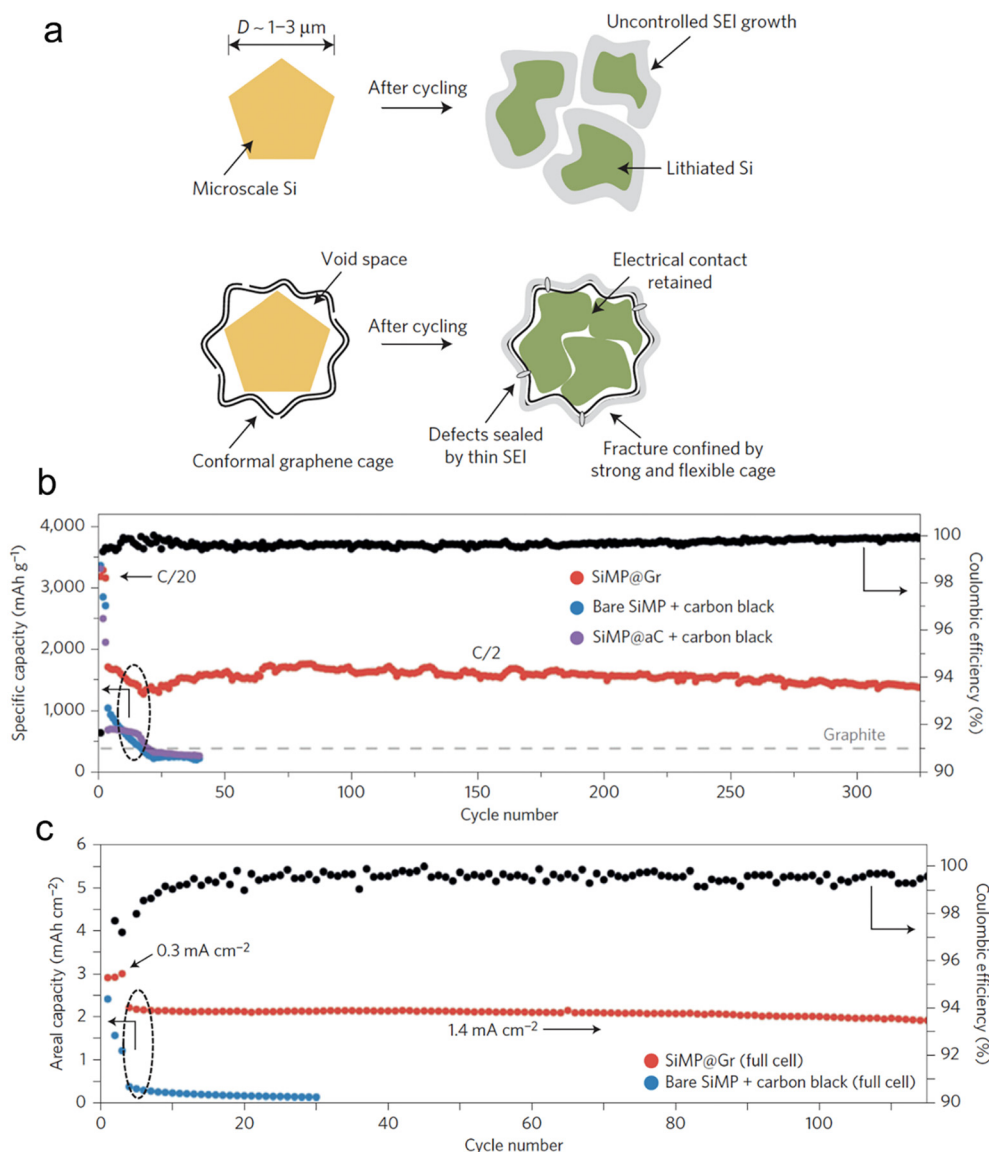 a
D ~ 1–3 μm
After cycling
Uncontrolled SEI growth
Microscale Si
Lithiated Si
Void space
After cycling
Electrical contact
retained
Conformal graphene cage
Defects sealed
by thin SEI
Fracture confined by
strong and flexible cage
b
Specific capacity (mAh g⁻¹)
4,000
3,000
2,000
1,000
0
C/20
SiMP@Gr
Bare SiMP + carbon black
SiMP@aC + carbon black
C/2
Graphite
100
98
96
94
92
90
Coulombic efficiency (%)
0 50 100 150 200 250 300
Cycle number
c
Areal capacity (mAh cm⁻²)
6
5
4
3
2
1
0
0.3 mA cm⁻²
1.4 mA cm⁻²
SiMP@Gr (full cell)
Bare SiMP + carbon black (full cell)
100
98
96
94
92
90
Coulombic efficiency (%)
0 20 40 60 80 100
Cycle number